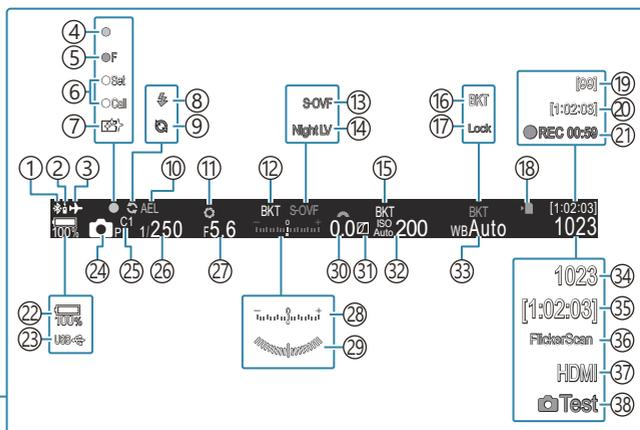 ④
⑤ F
⑥ Set
Call
⑦
⑧
⑨
S-OVF ⑬
Night LV ⑭
⑯ BKT
⑰ Lock
[99] ⑲
[1:02:03] ⑳
REC 00:59 ㉑
① ② ③ ⑩ ⑪ ⑫ ⑮ ⑱
AEL BKT S-OVF BKT BKT [1:02:03]
100% C1 P 1/250 F5.6 − 0 + 0.0 ISO Auto 200 WBAuto 1023
㉔ ㉕ ㉖ ㉗ ㉚ ㉛ ㉜ ㉝
㉒ 100%
㉓ USB
− 0 + ㉘
㉙
1023 ㉞
[1:02:03] ㉟
FlickerScan ㊱
HDMI ㊲
Test ㊳